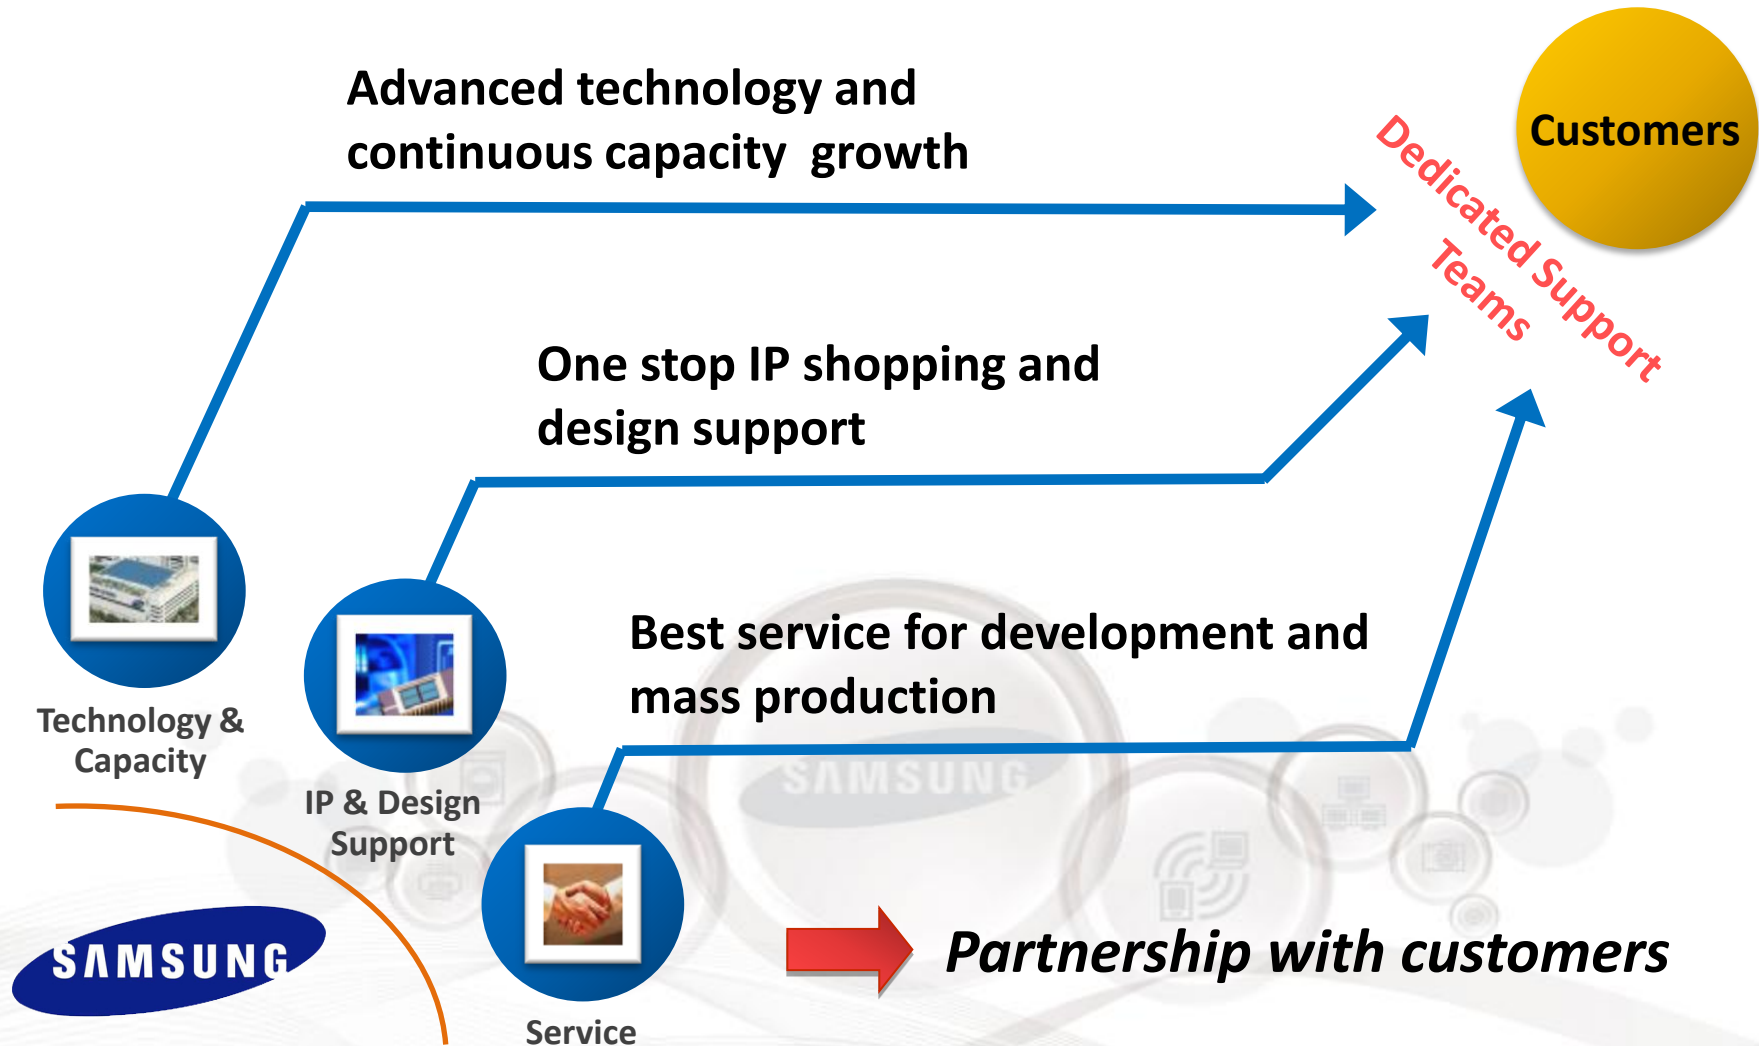 Customers
Advanced technology and
continuous capacity growth
Dedicated Support
Teams
One stop IP shopping and
design support
Best service for development and
mass production
Technology &
Capacity
IP & Design
Support
SAMSUNG
SAMSUNG
Partnership with customers
Service